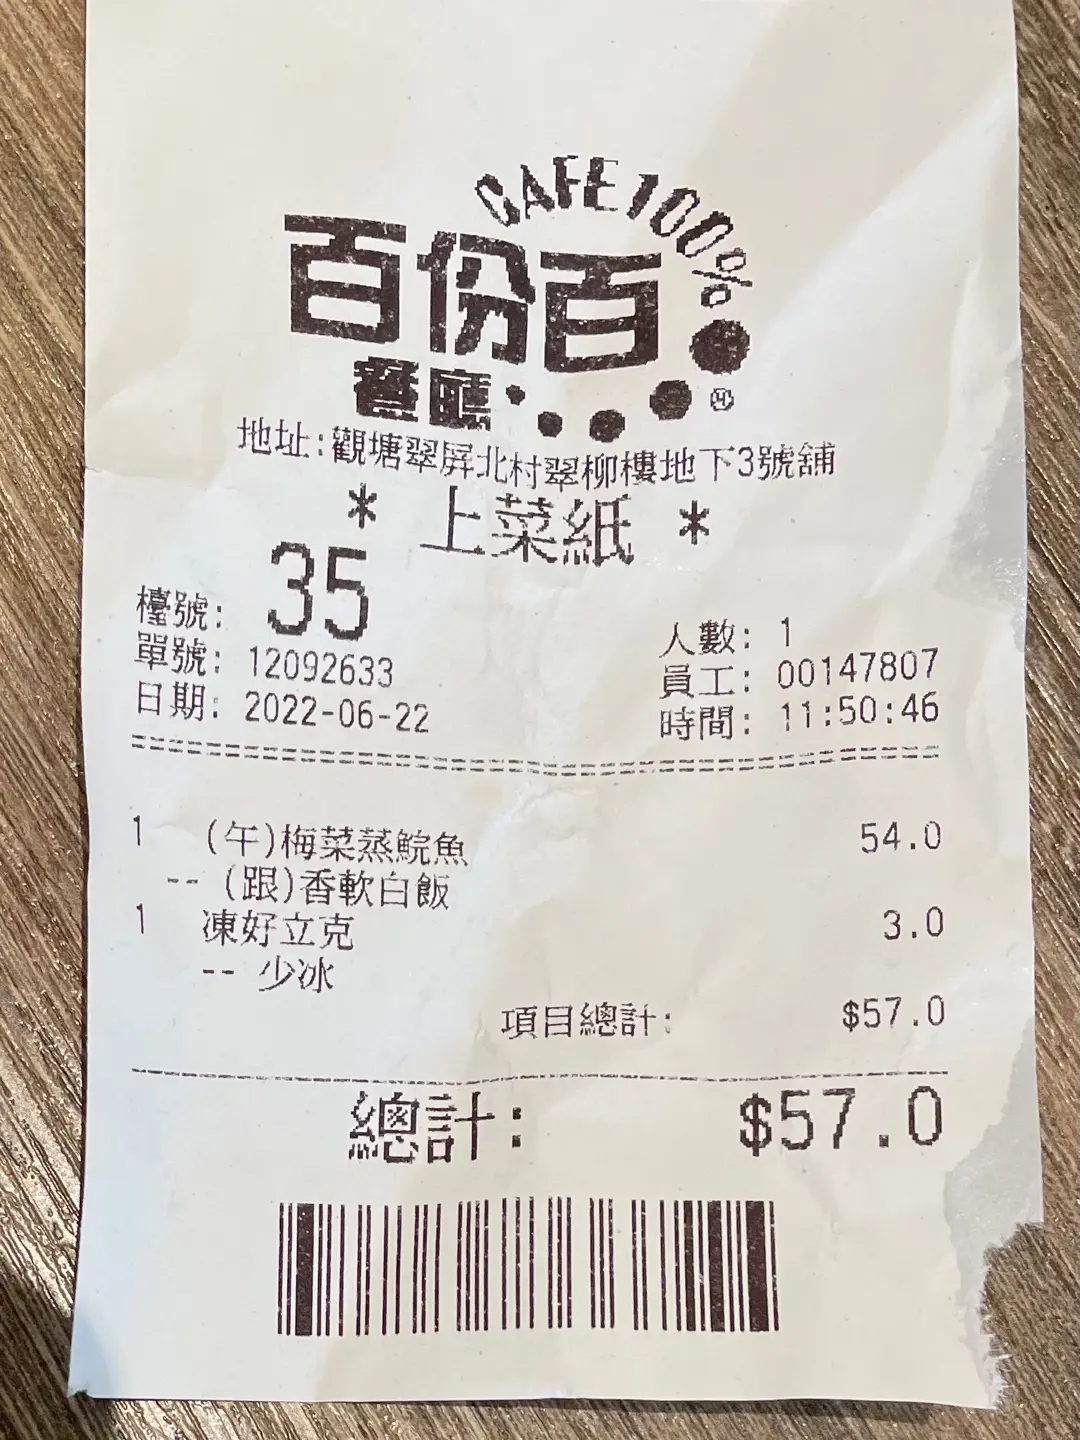 CAFE100%
百份百
餐廳
地址:觀塘翠屏北村翠柳樓地下3號舖
* 上菜紙 *
檯號: 35 人數: 1
單號: 12092633 員工: 00147807
日期: 2022-06-22 時間: 11:50:46
1 (午)梅菜蒸鯇魚 54.0
-- (跟)香軟白飯
1 凍好立克 3.0
-- 少冰
項目總計: $57.0
總計: $57.0